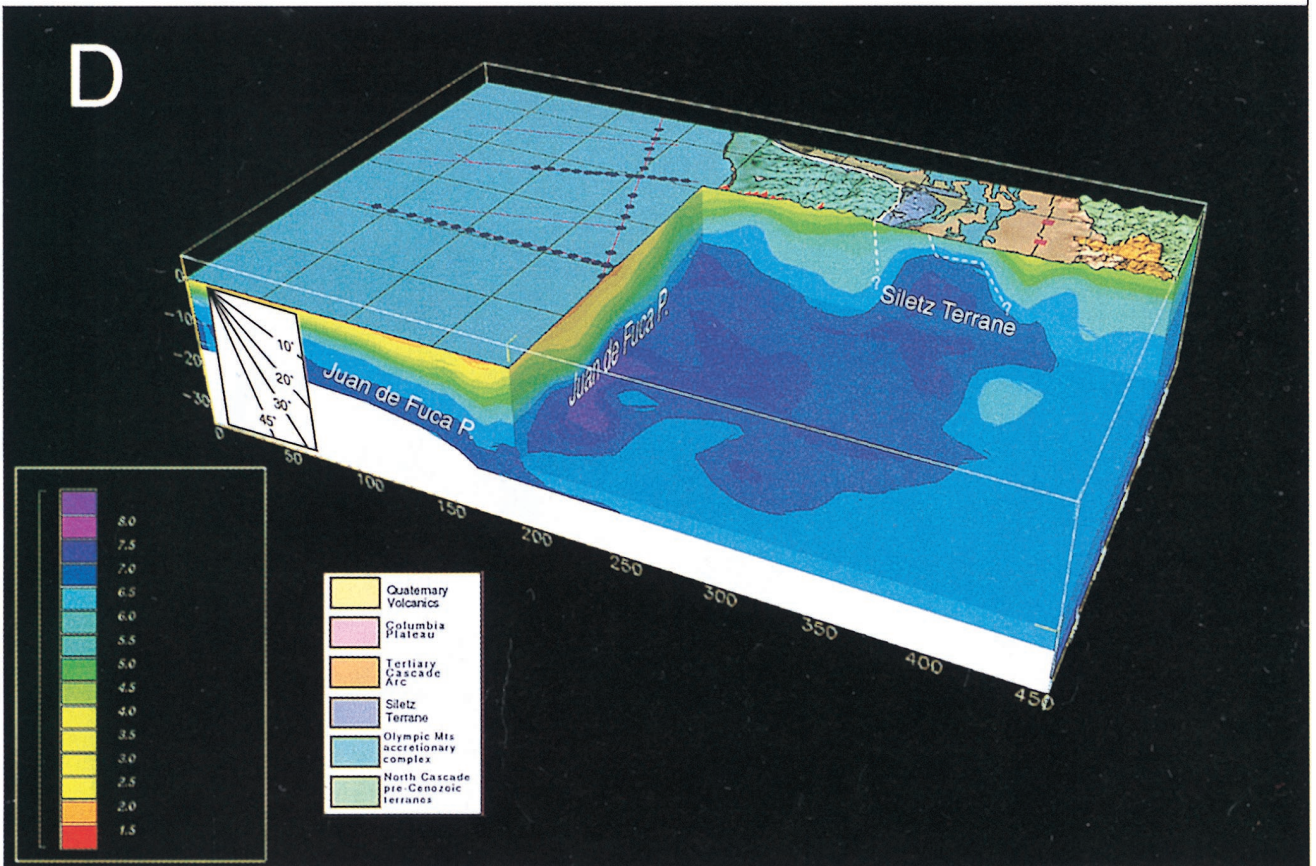 D
0
-10
-20
-30
10°
20°
30°
45°
Juan de Fuca P.
Juan de Fuca P.
?
Siletz Terrane
?
0
50
100
150
200
250
300
350
400
450
8.0
7.5
7.0
6.5
6.0
5.5
5.0
4.5
4.0
3.5
3.0
2.5
2.0
1.5
Quaternary
Volcanics
Columbia
Plateau
Tertiary
Cascade
Arc
Siletz
Terrane
Olympic Mts
accretionary
complex
North Cascade
pre-Cenozoic
terranes